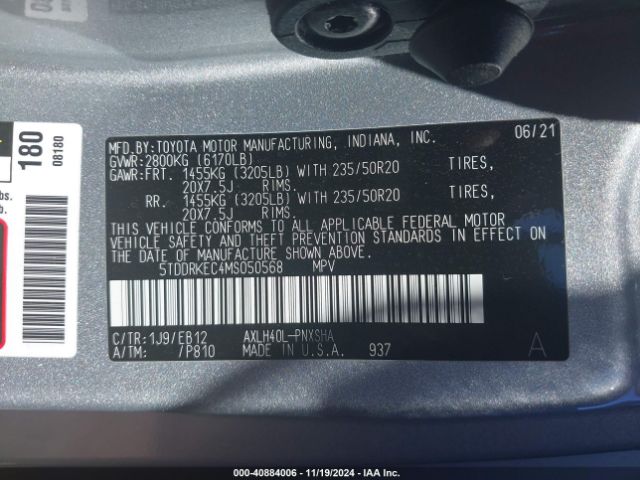 180
08180
bs.
b.
MFD. BY: TOYOTA MOTOR MANUFACTURING, INDIANA, INC. 06/21
GVWR: 2800KG (6170LB)
GAWR: FRT. 1455KG (3205LB) WITH 235/50R20 TIRES,
20X7.5J RIMS.
RR. 1455KG (3205LB) WITH 235/50R20 TIRES,
20X7.5J RIMS.
THIS VEHICLE CONFORMS TO ALL APPLICABLE FEDERAL MOTOR
VEHICLE SAFETY AND THEFT PREVENTION STANDARDS IN EFFECT ON
THE DATE OF MANUFACTURE SHOWN ABOVE.
5TDDRKEC4MS050568 MPV
C/TR: 1J9/EB12 AXLH40L-PNXSHA
A/TM: /P810 MADE IN U.S.A. 937 A
000-40884006 - 11/19/2024 - IAA Inc.